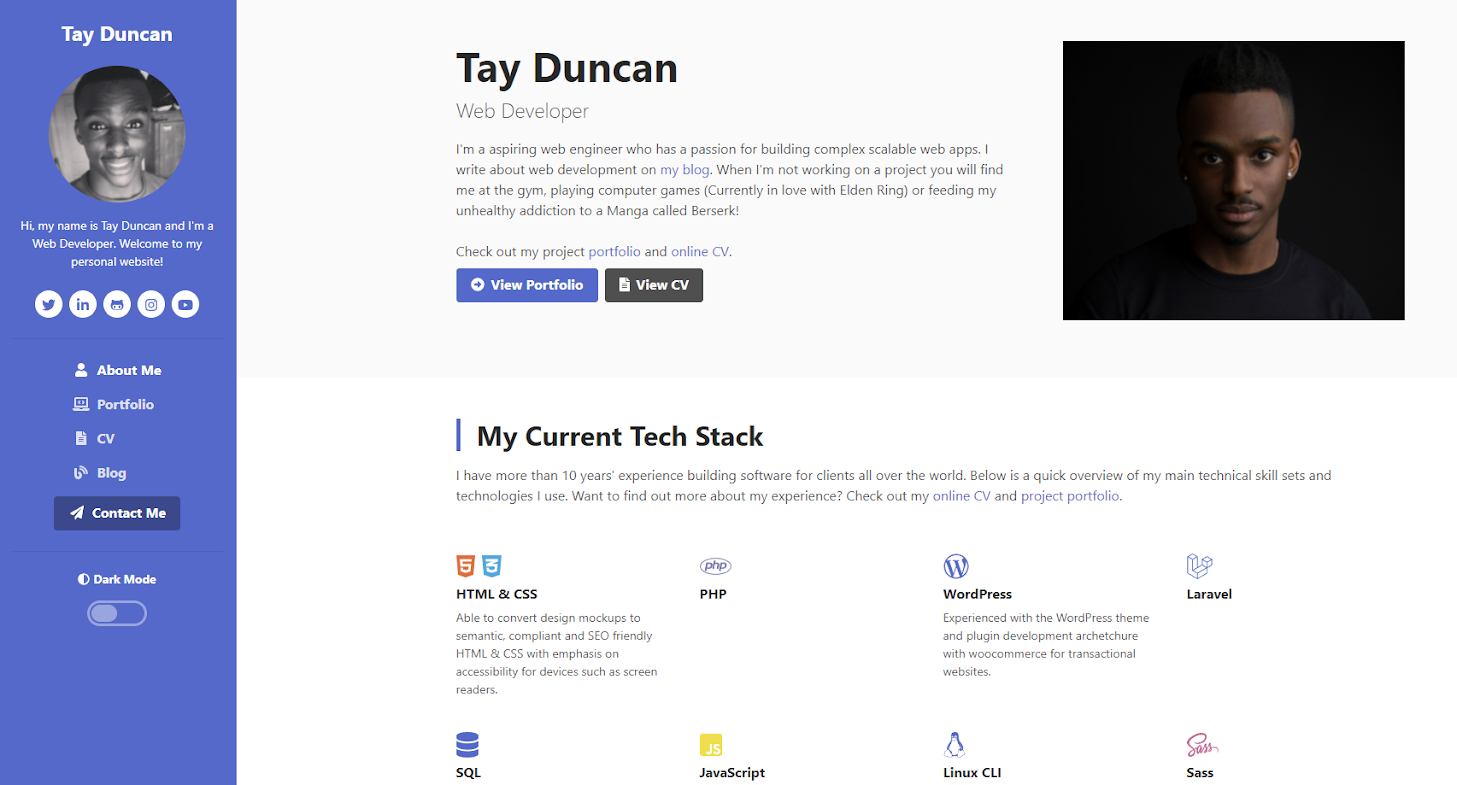 Tay Duncan
Hi, my name is Tay Duncan and I'm a
Web Developer. Welcome to my
personal website!
About Me
Portfolio
CV
Blog
Contact Me
Dark Mode
Tay Duncan
Web Developer
I'm a aspiring web engineer who has a passion for building complex scalable web apps. I
write about web development on my blog. When I'm not working on a project you will find
me at the gym, playing computer games (Currently in love with Elden Ring) or feeding my
unhealthy addiction to a Manga called Berserk!
Check out my project portfolio and online CV.
View Portfolio
View CV
My Current Tech Stack
I have more than 10 years' experience building software for clients all over the world. Below is a quick overview of my main technical skill sets and
technologies I use. Want to find out more about my experience? Check out my online CV and project portfolio.
5
3
HTML & CSS
Able to convert design mockups to
semantic, compliant and SEO friendly
HTML & CSS with emphasis on
accessibility for devices such as screen
readers.
php
PHP
W
WordPress
Experienced with the WordPress theme
and plugin development archetchure
with woocommerce for transactional
websites.
Laravel
SQL
JS
JavaScript
Linux CLI
Sass
Sass